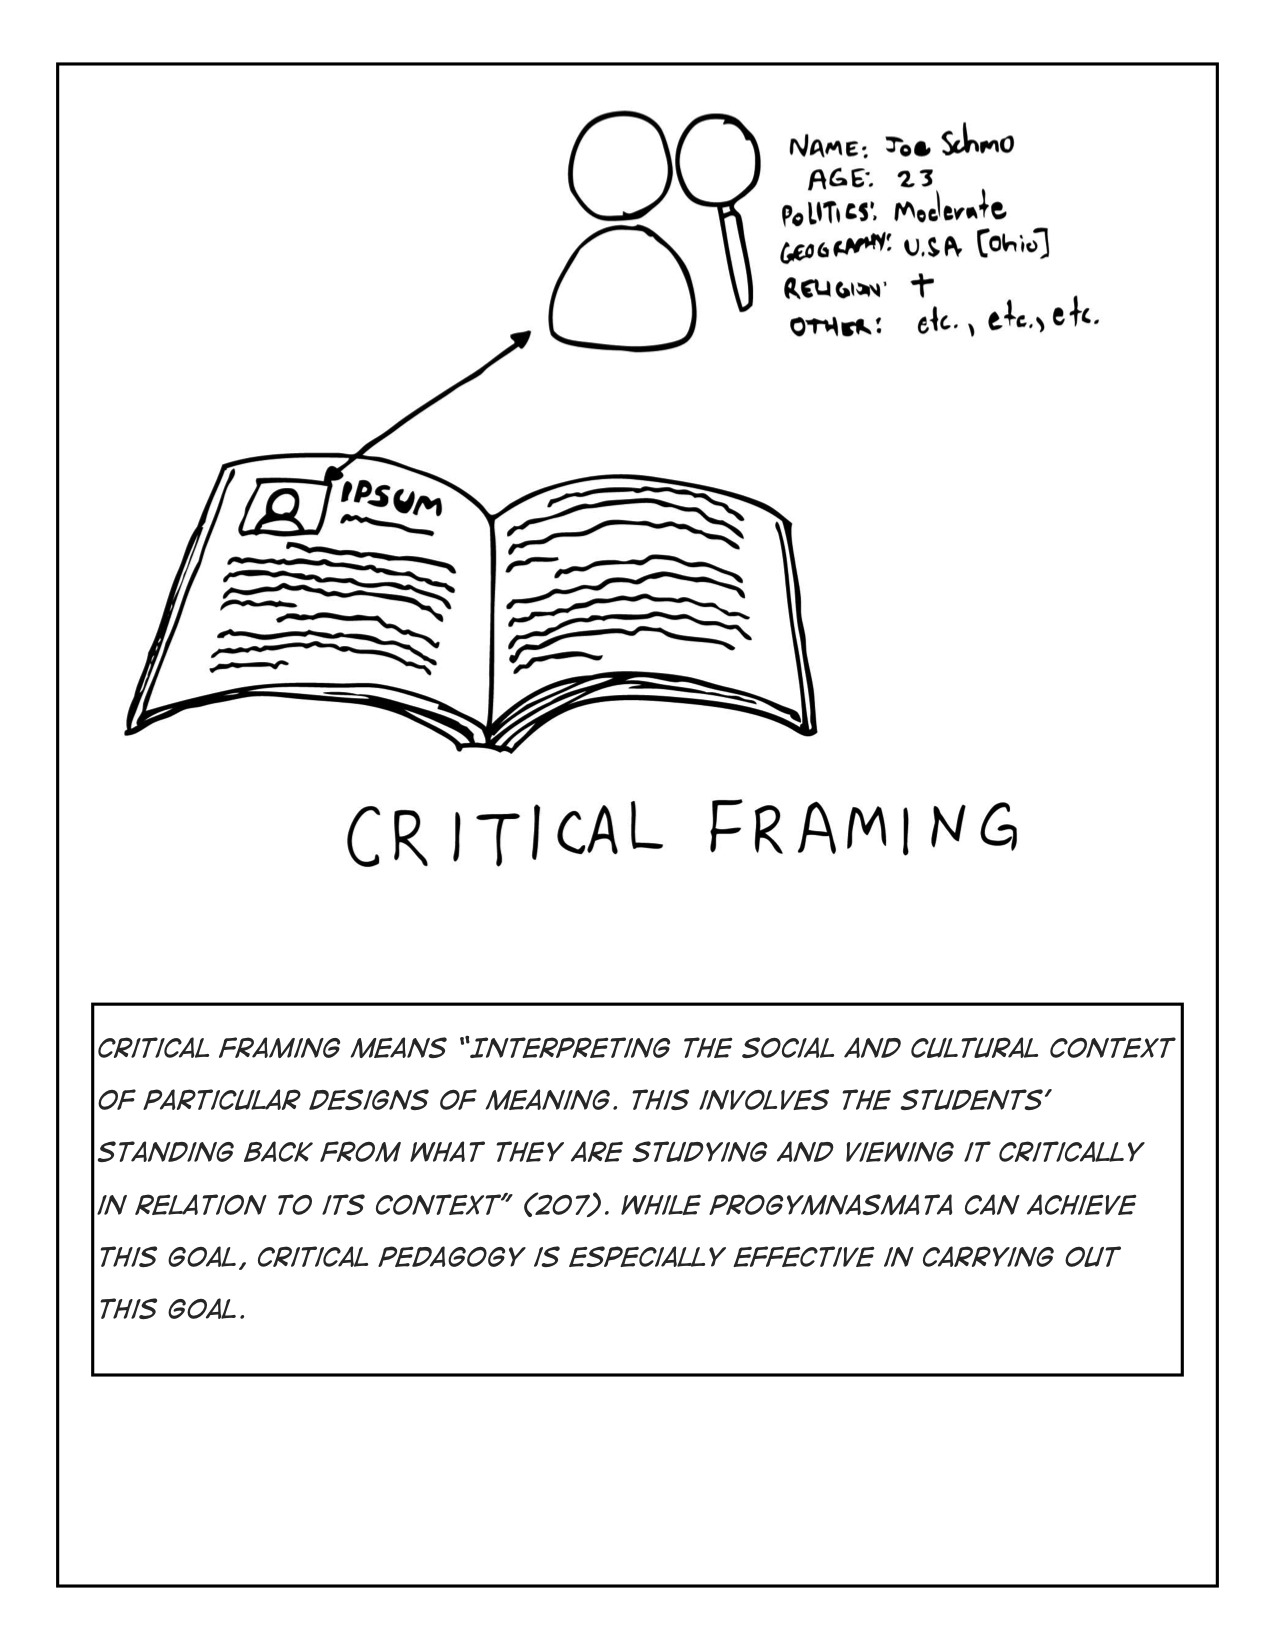 NAME: Joe Schmo
AGE: 23
POLITICS: Moderate
GEOGRAPHY: U.S.A [Ohio]
RELIGION: †
OTHER: etc., etc., etc.
IPSUM
CRITICAL FRAMING
CRITICAL FRAMING MEANS “INTERPRETING THE SOCIAL AND CULTURAL CONTEXT
OF PARTICULAR DESIGNS OF MEANING. THIS INVOLVES THE STUDENTS’
STANDING BACK FROM WHAT THEY ARE STUDYING AND VIEWING IT CRITICALLY
IN RELATION TO ITS CONTEXT” (207). WHILE PROGYMNASMATA CAN ACHIEVE
THIS GOAL, CRITICAL PEDAGOGY IS ESPECIALLY EFFECTIVE IN CARRYING OUT
THIS GOAL.